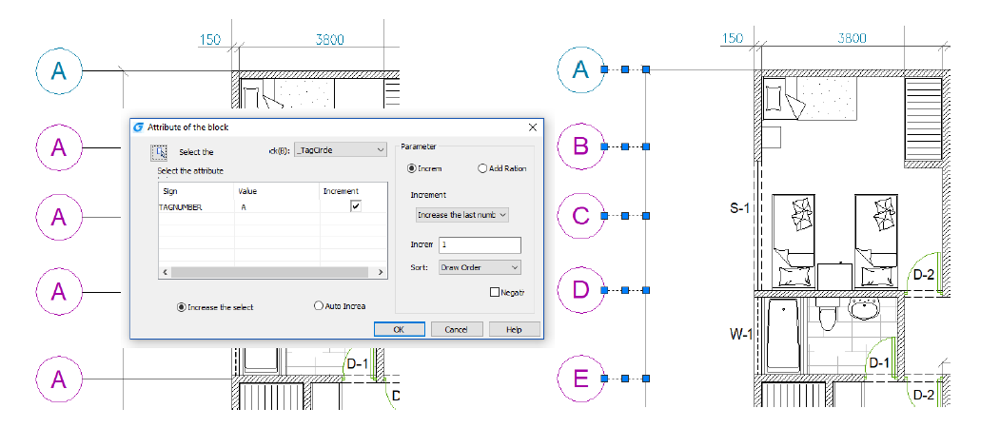 150
3800
A
A
A
A
A
Attribute of the block
Select the
ck(B):
_TagCircle
Select the attribute
Sign Value Increment
TAGNUMBER A
Increase the select
Auto Increa
Parameter
Increm
Add Ration
Increment
Increase the last numb
Increm 1
Sort: Draw Order
Negati
OK
Cancel
Help
D-1
D
150
3800
A
B
C
D
E
S-1
D-2
W-1
D-1
D-2